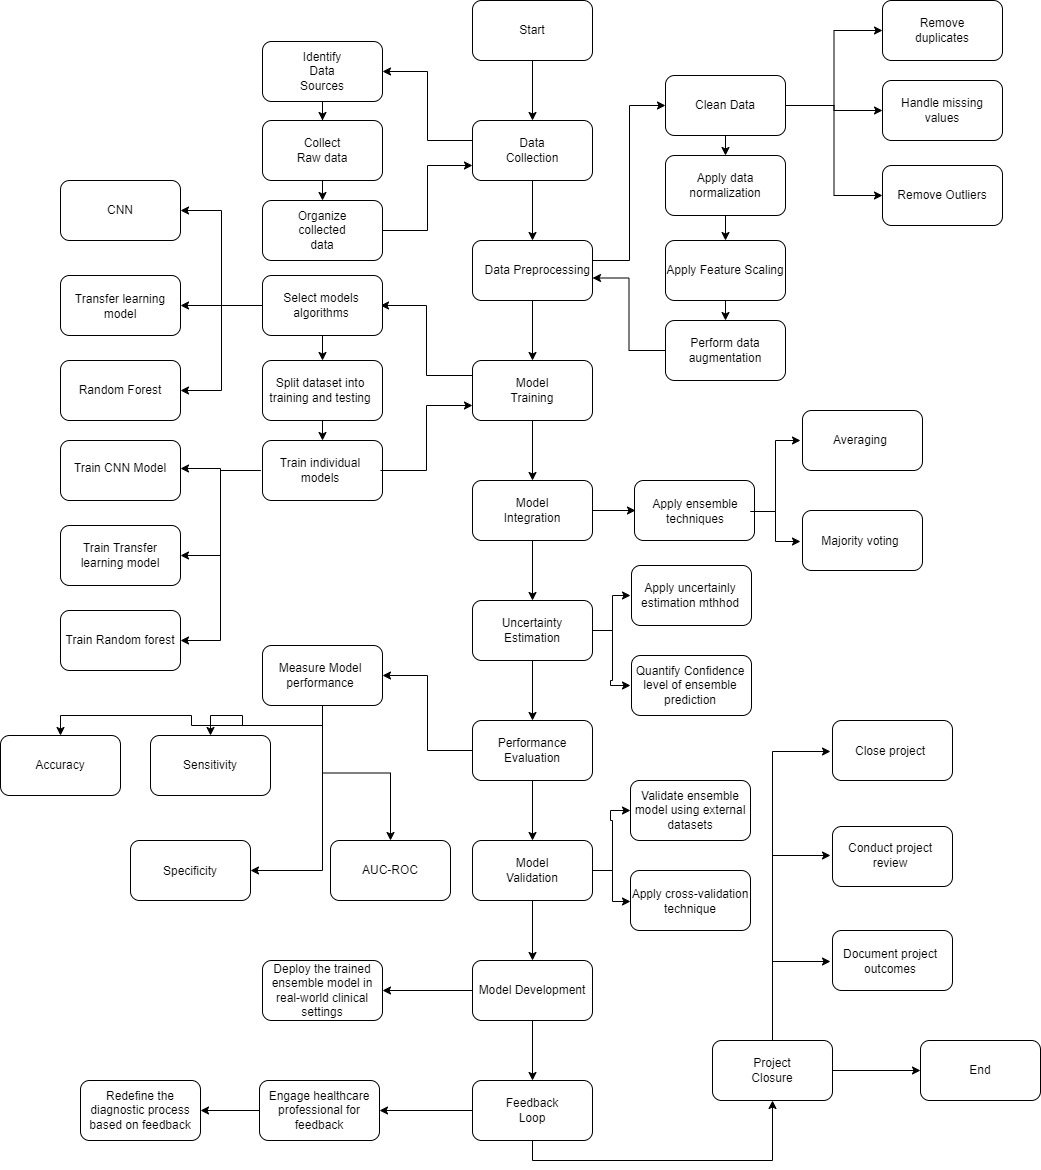 Start
Remove
duplicates
Identify
Data
Sources
Clean Data
Handle missing
values
Collect
Raw data
Data
Collection
Apply data
normalization
Remove Outliers
CNN
Organize
collected
data
Data Preprocessing
Apply Feature Scaling
Transfer learning
model
Select models
algorithms
Perform data
augmentation
Random Forest
Split dataset into
training and testing
Model
Training
Averaging
Train CNN Model
Train individual
models
Model
Integration
Apply ensemble
techniques
Majority voting
Train Transfer
learning model
Apply uncertainly
estimation mthhod
Train Random forest
Uncertainty
Estimation
Measure Model
performance
Quantify Confidence
level of ensemble
prediction
Accuracy
Sensitivity
Performance
Evaluation
Close project
Validate ensemble
model using external
datasets
Specificity
AUC-ROC
Model
Validation
Conduct project
review
Apply cross-validation
technique
Deploy the trained
ensemble model in
real-world clinical
settings
Model Development
Document project
outcomes
Project
Closure
End
Redefine the
diagnostic process
based on feedback
Engage healthcare
professional for
feedback
Feedback
Loop